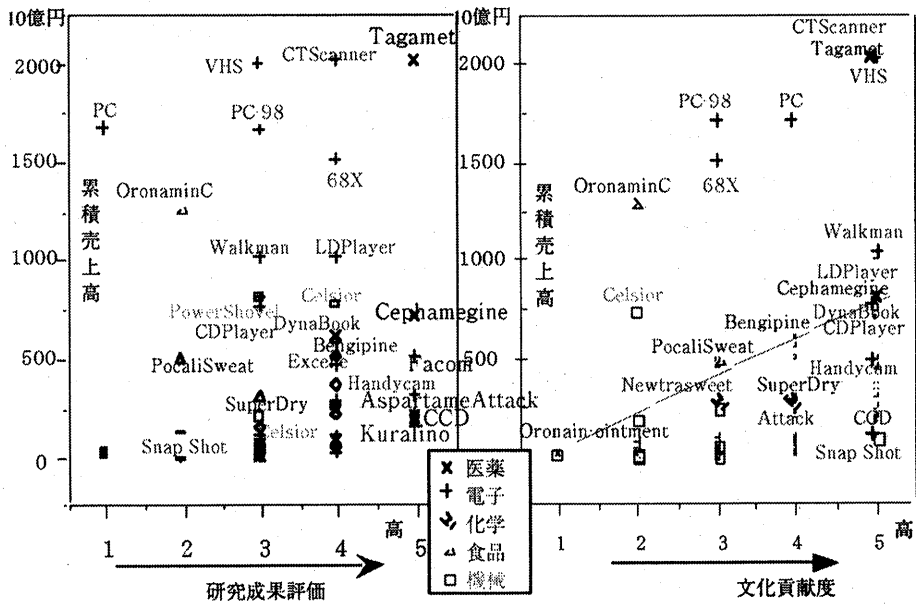 10億円
2000
1500
1000
500
0
累積売上高
PC
VHS
CTScanner
Tagamet
PC-98
68X
OronaminC
Walkman
LDPlayer
PowerShovel
Celsior
CDPlayer
DynaBook
Cephamegine
Bengipine
Excelle
Facom
PocaliSweat
Handycam
SuperDry
AspartameAttack
CCD
Celsior
Kuralino
Snap Shot
1 2 3 4 5
高
研究成果評価
10億円
2000
1500
1000
500
0
累積売上高
CTScanner
Tagamet
VHS
PC-98
PC
68X
OronaminC
Walkman
LDPlayer
Celsior
Cephamegine
DynaBook
Bengipine
CDPlayer
PocaliSweat
Handycam
Newtrasweet
SuperDry
Attack
CCD
Oronain-ointment
Snap Shot
1 2 3 4 5
高
文化貢献度
医薬
電子
化学
食品
機械